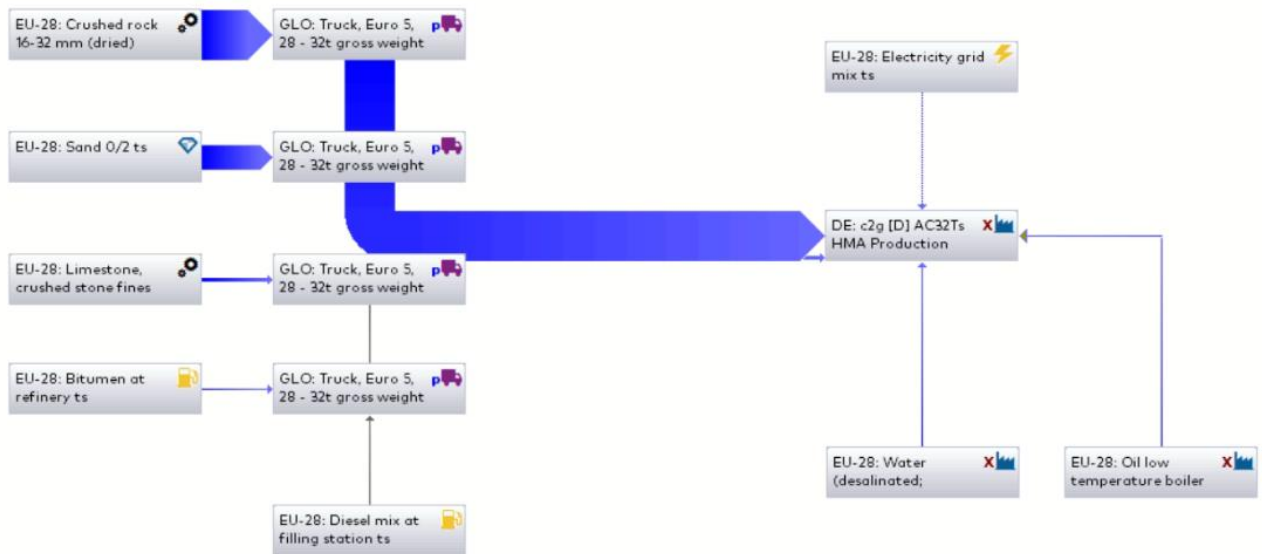 EU-28: Crushed rock
16-32 mm (dried)
GLO: Truck, Euro 5,
28 - 32t gross weight
p
EU-28: Electricity grid
mix ts
EU-28: Sand 0/2 ts
GLO: Truck, Euro 5,
28 - 32t gross weight
p
DE: c2g [D] AC32Ts
HMA Production
X
EU-28: Limestone,
crushed stone fines
GLO: Truck, Euro 5,
28 - 32t gross weight
p
EU-28: Bitumen at
refinery ts
GLO: Truck, Euro 5,
28 - 32t gross weight
p
EU-28: Water
(desalinated;
X
EU-28: Oil low
temperature boiler
X
EU-28: Diesel mix at
filling station ts